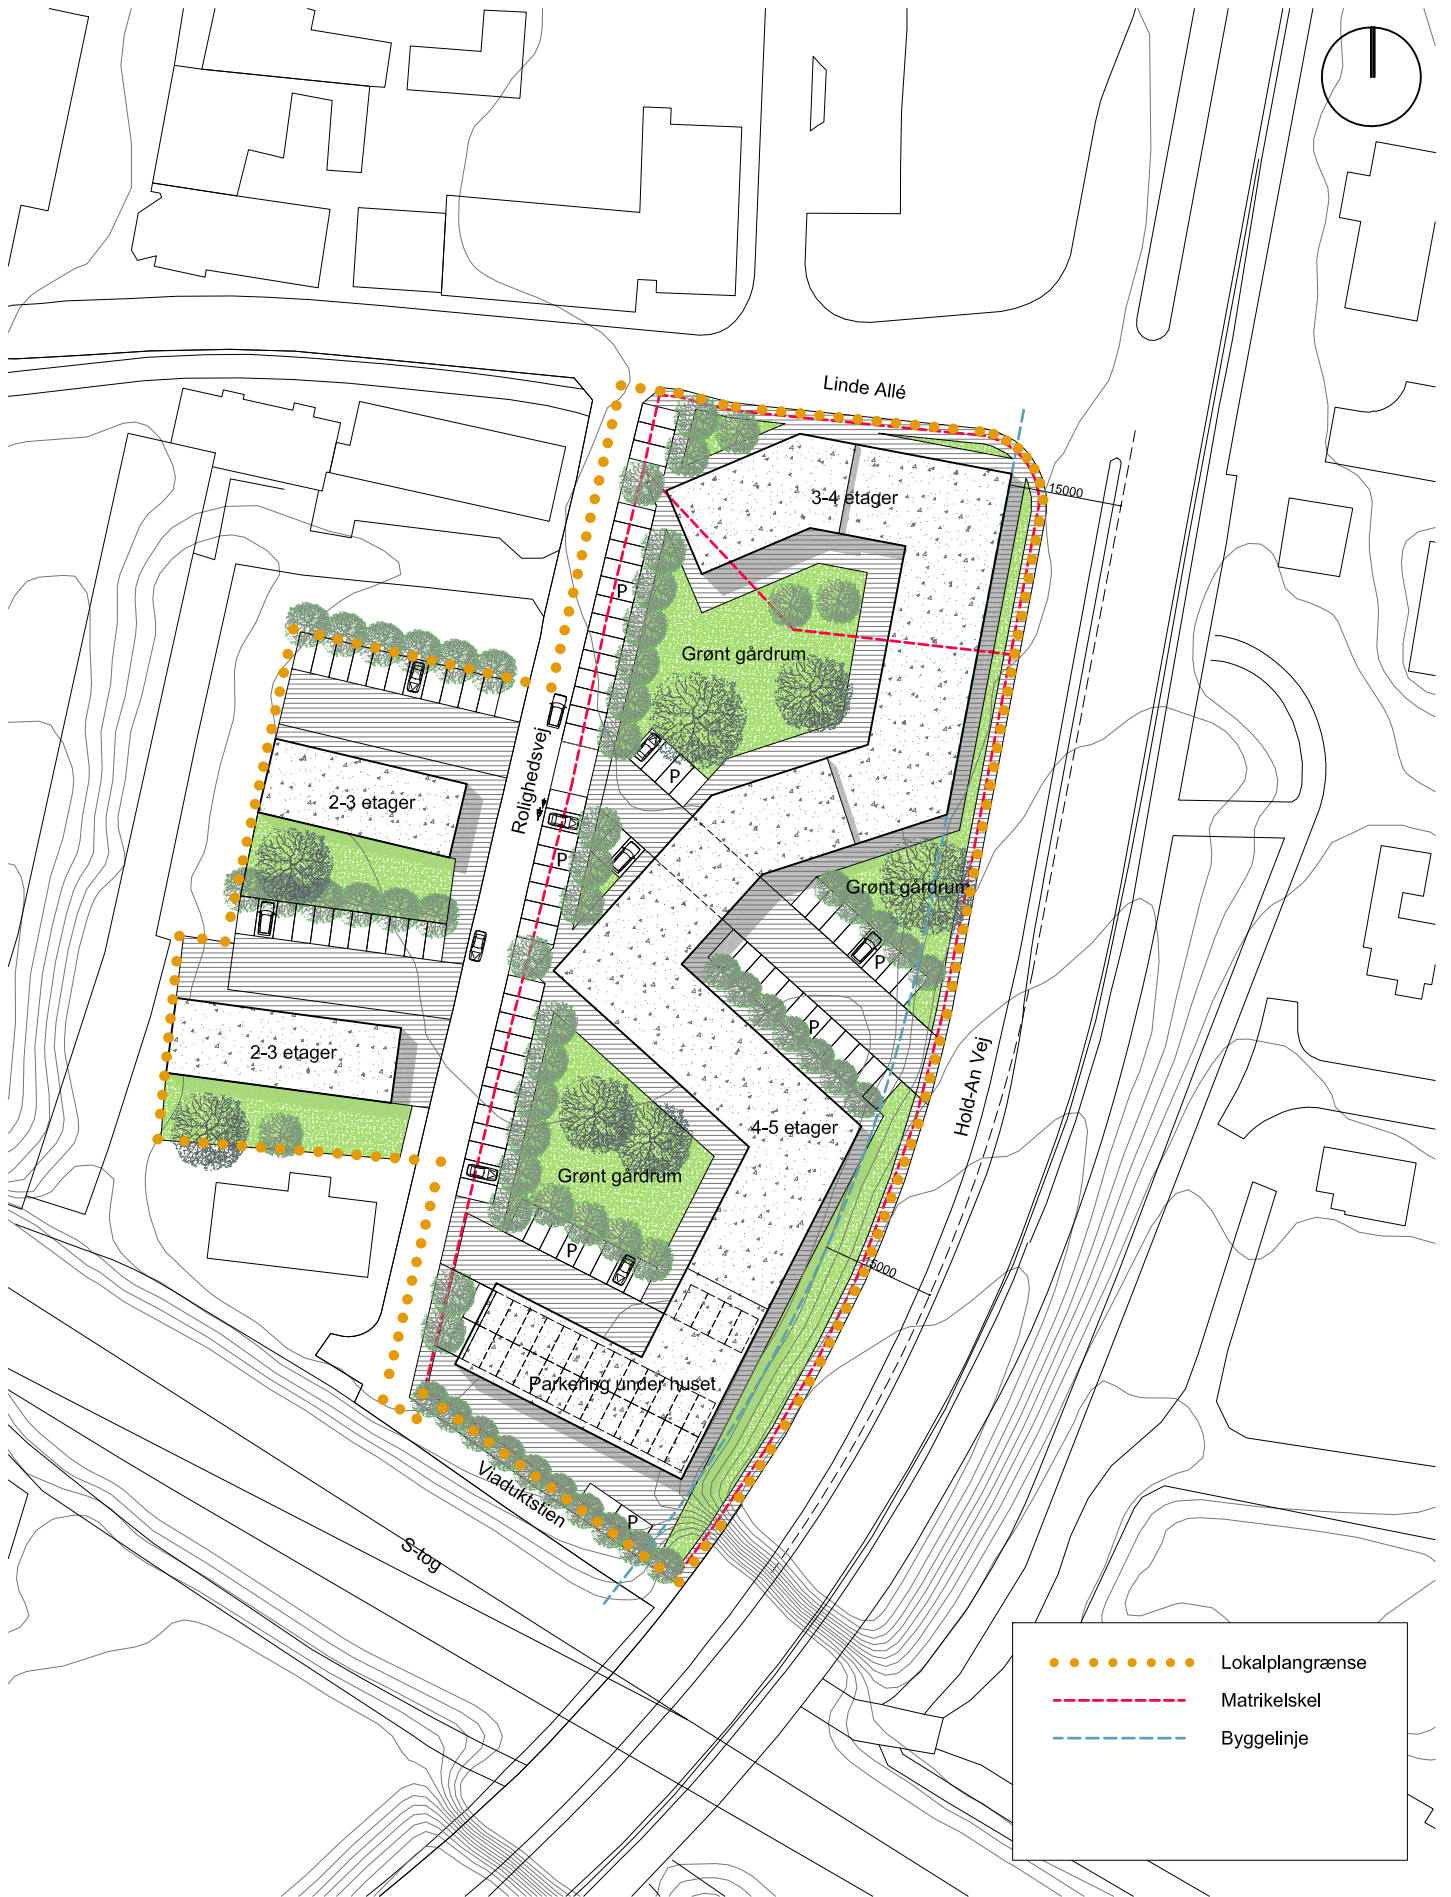 Linde Allé
3-4 etager
15000
P
Grønt gårdrum
Rolighedsvej
P
2-3 etager
P
Grønt gårdrum
P
P
2-3 etager
Hold-An Vej
4-5 etager
Grønt gårdrum
P
15000
Parkering under huset
Viaduktstien
P
S-tog
Lokalplangrænse
Matrikelskel
Byggelinje